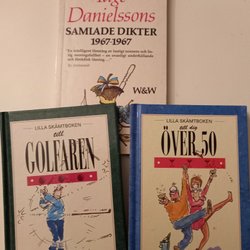 Tage
Danielssons
SAMLADE DIKTER
1967-1967
W&W
LILLA SKÄMTBOKEN
till
GOLFAREN
LILLA SKÄMTBOKEN
till dig
ÖVER 50